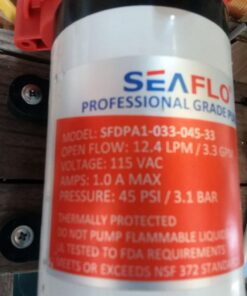 SEAFLO
PROFESSIONAL GRADE
MODEL: SFDPA1-033-045-33
OPEN FLOW: 12.4 LPM / 3.3 GPM
VOLTAGE: 115 VAC
AMPS: 1.0 A MAX
PRESSURE: 45 PSI / 3.1 BAR
THERMALLY PROTECTED
DO NOT PUMP FLAMMABLE LIQUID
TESTED TO FDA REQUIREMENTS
MEETS OR EXCEEDS NSF 372 STANDAR